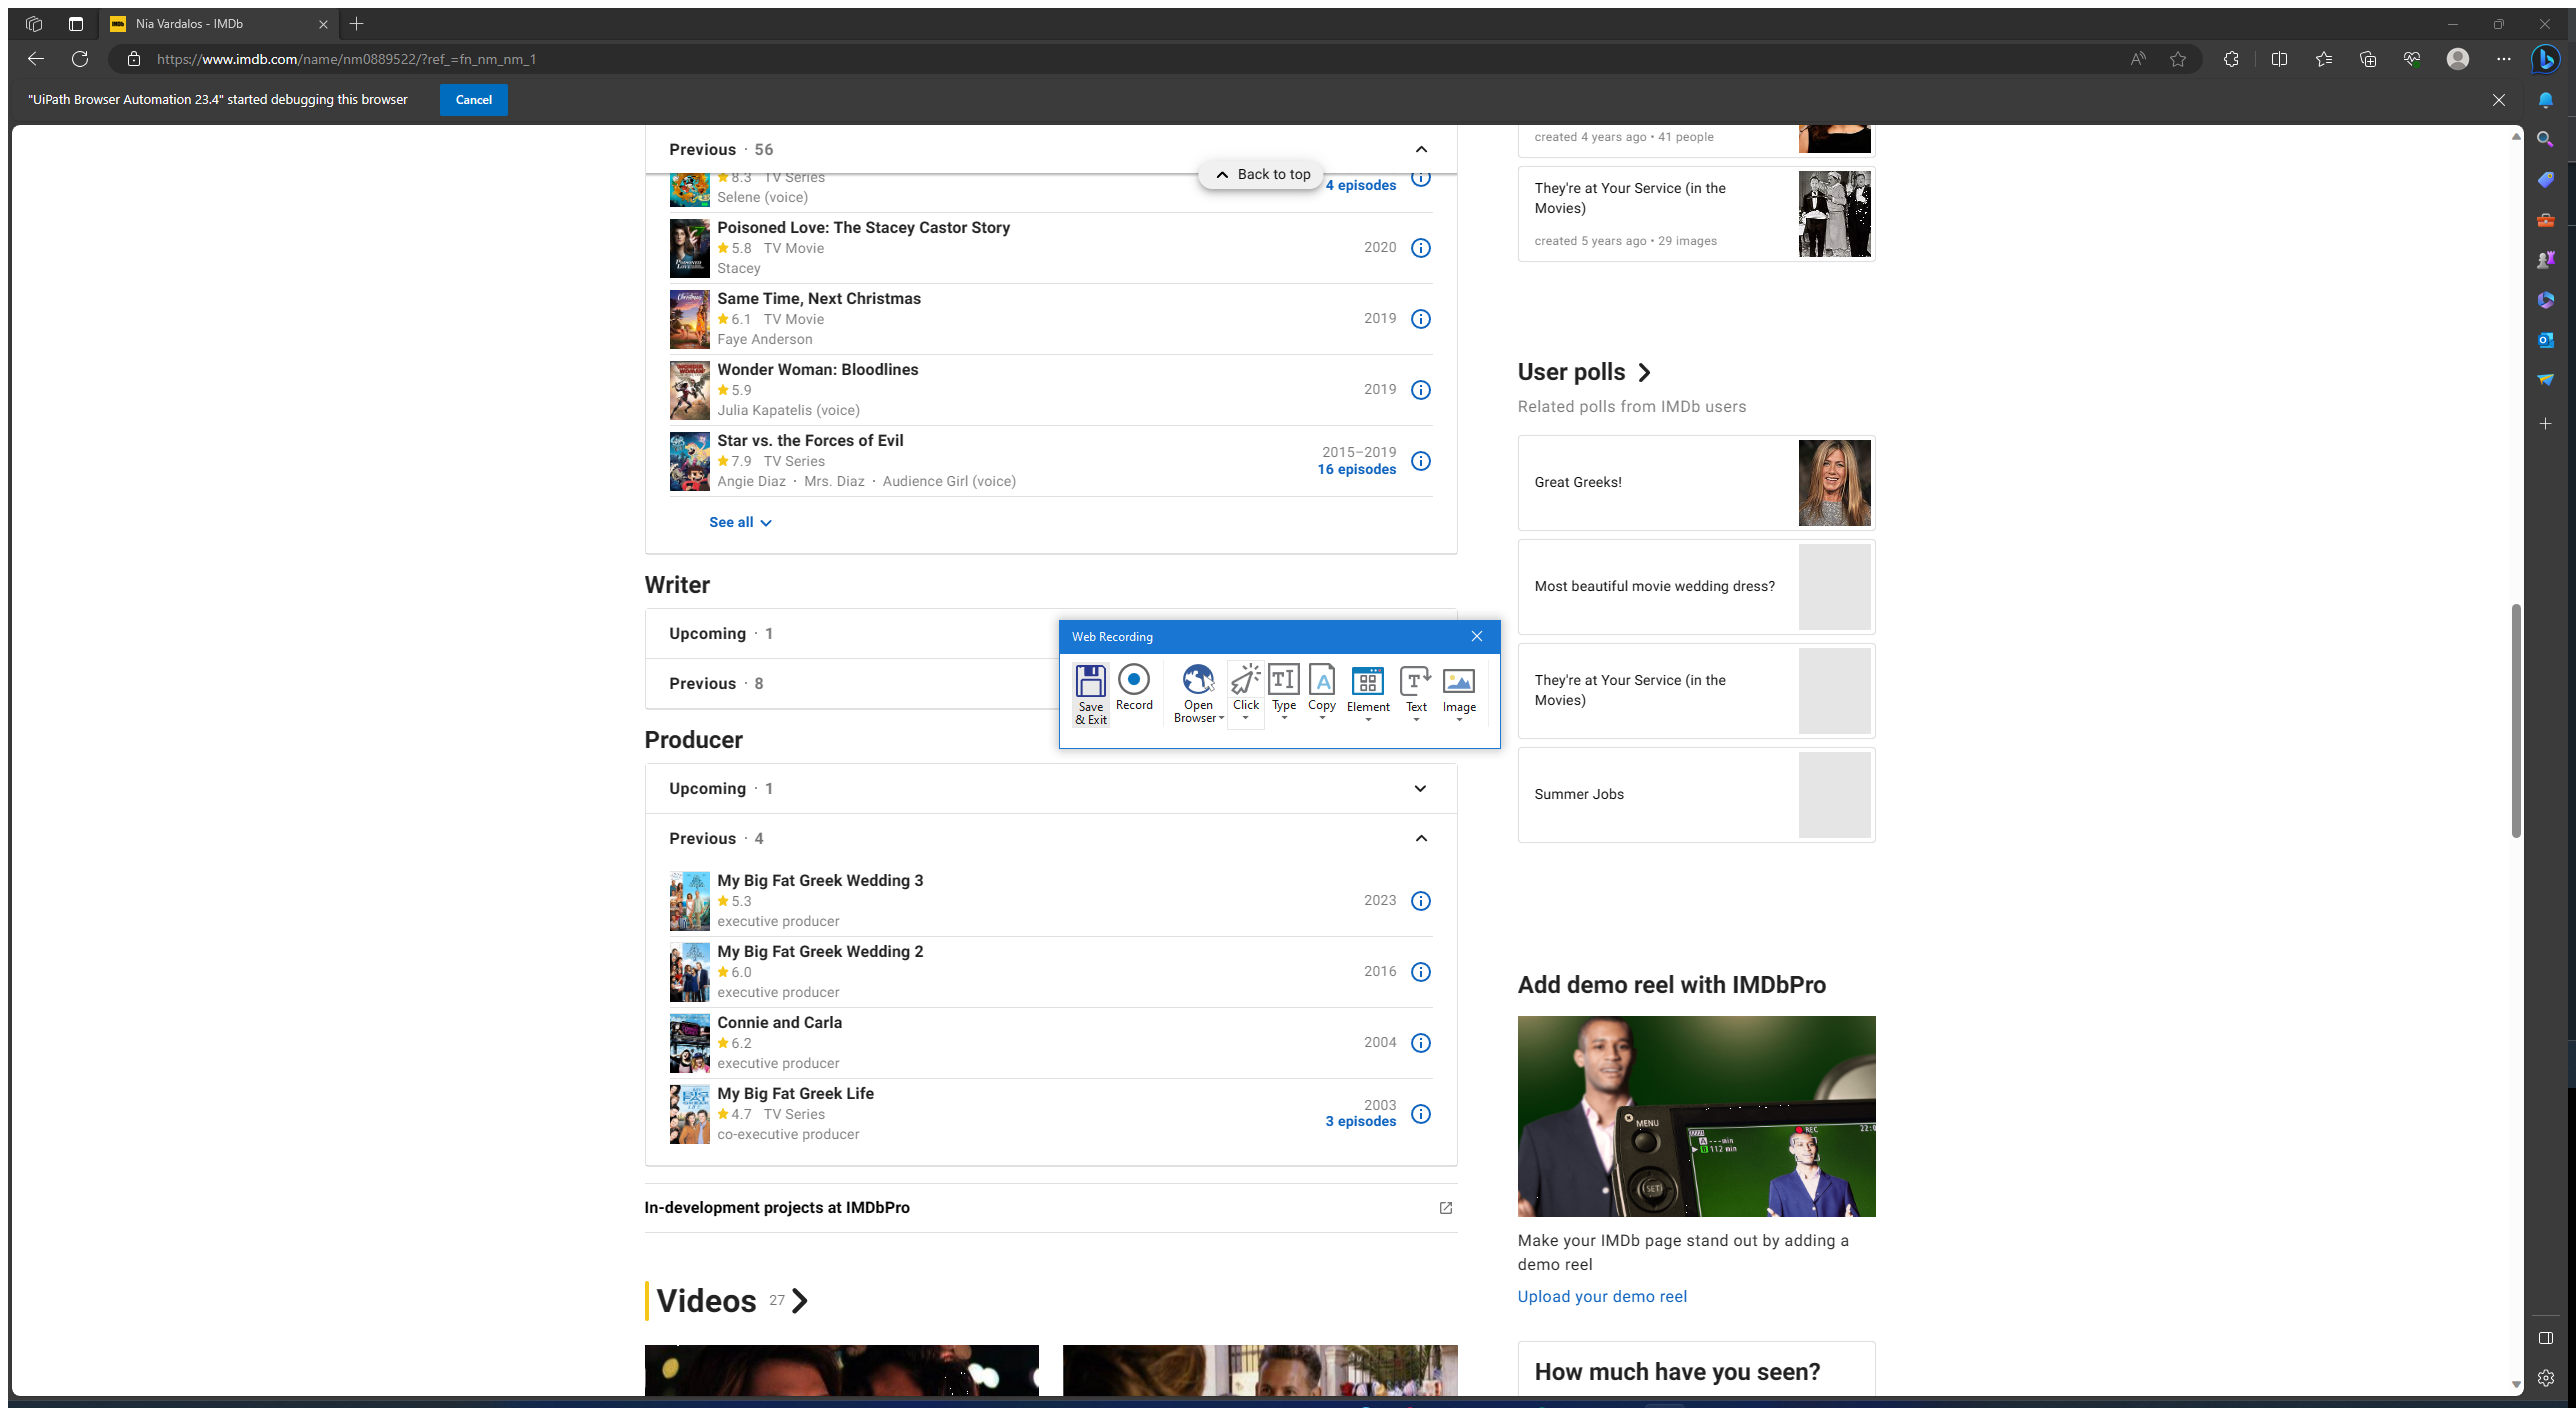 Nia Vardalos - IMDb
https://www.imdb.com/name/nm0889522/?ref_=fn_nm_nm_1
"UiPath Browser Automation 23.4" started debugging this browser
Cancel
Previous · 56
Back to top
8.3 TV Series
4 episodes
Selene (voice)
Poisoned Love: The Stacey Castor Story
5.8 TV Movie
2020
Stacey
Same Time, Next Christmas
6.1 TV Movie
2019
Faye Anderson
Wonder Woman: Bloodlines
5.9
2019
Julia Kapatelis (voice)
Star vs. the Forces of Evil
7.9 TV Series
2015–2019
16 episodes
Angie Diaz · Mrs. Diaz · Audience Girl (voice)
See all
Writer
Upcoming · 1
Previous · 8
Web Recording
Save & Exit
Record
Open Browser
Click
Type
Copy
Element
Text
Image
Producer
Upcoming · 1
Previous · 4
My Big Fat Greek Wedding 3
5.3
2023
executive producer
My Big Fat Greek Wedding 2
6.0
2016
executive producer
Connie and Carla
6.2
2004
executive producer
My Big Fat Greek Life
4.7 TV Series
2003
3 episodes
co-executive producer
In-development projects at IMDbPro
Videos 27
created 4 years ago • 41 people
They're at Your Service (in the
Movies)
created 5 years ago • 29 images
User polls
Related polls from IMDb users
Great Greeks!
Most beautiful movie wedding dress?
They're at Your Service (in the
Movies)
Summer Jobs
Add demo reel with IMDbPro
MENU
REC
112 min
SET
Make your IMDb page stand out by adding a
demo reel
Upload your demo reel
How much have you seen?